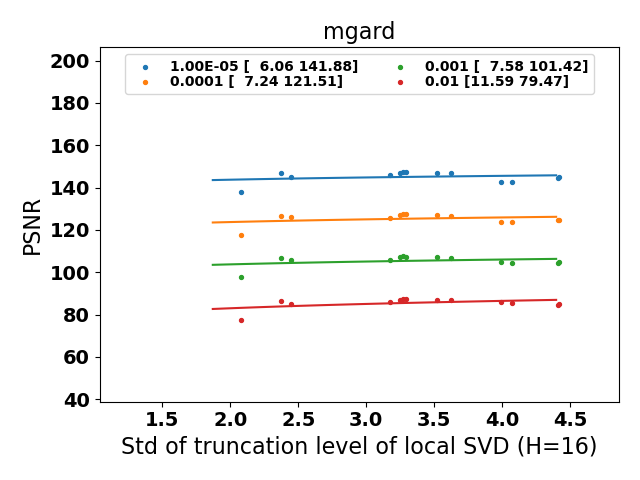 mgard
1.00E-05 [  6.06 141.88]
0.0001 [  7.24 121.51]
0.001 [  7.58 101.42]
0.01 [11.59 79.47]
PSNR
200
180
160
140
120
100
80
60
40
1.5 2.0 2.5 3.0 3.5 4.0 4.5
Std of truncation level of local SVD (H=16)